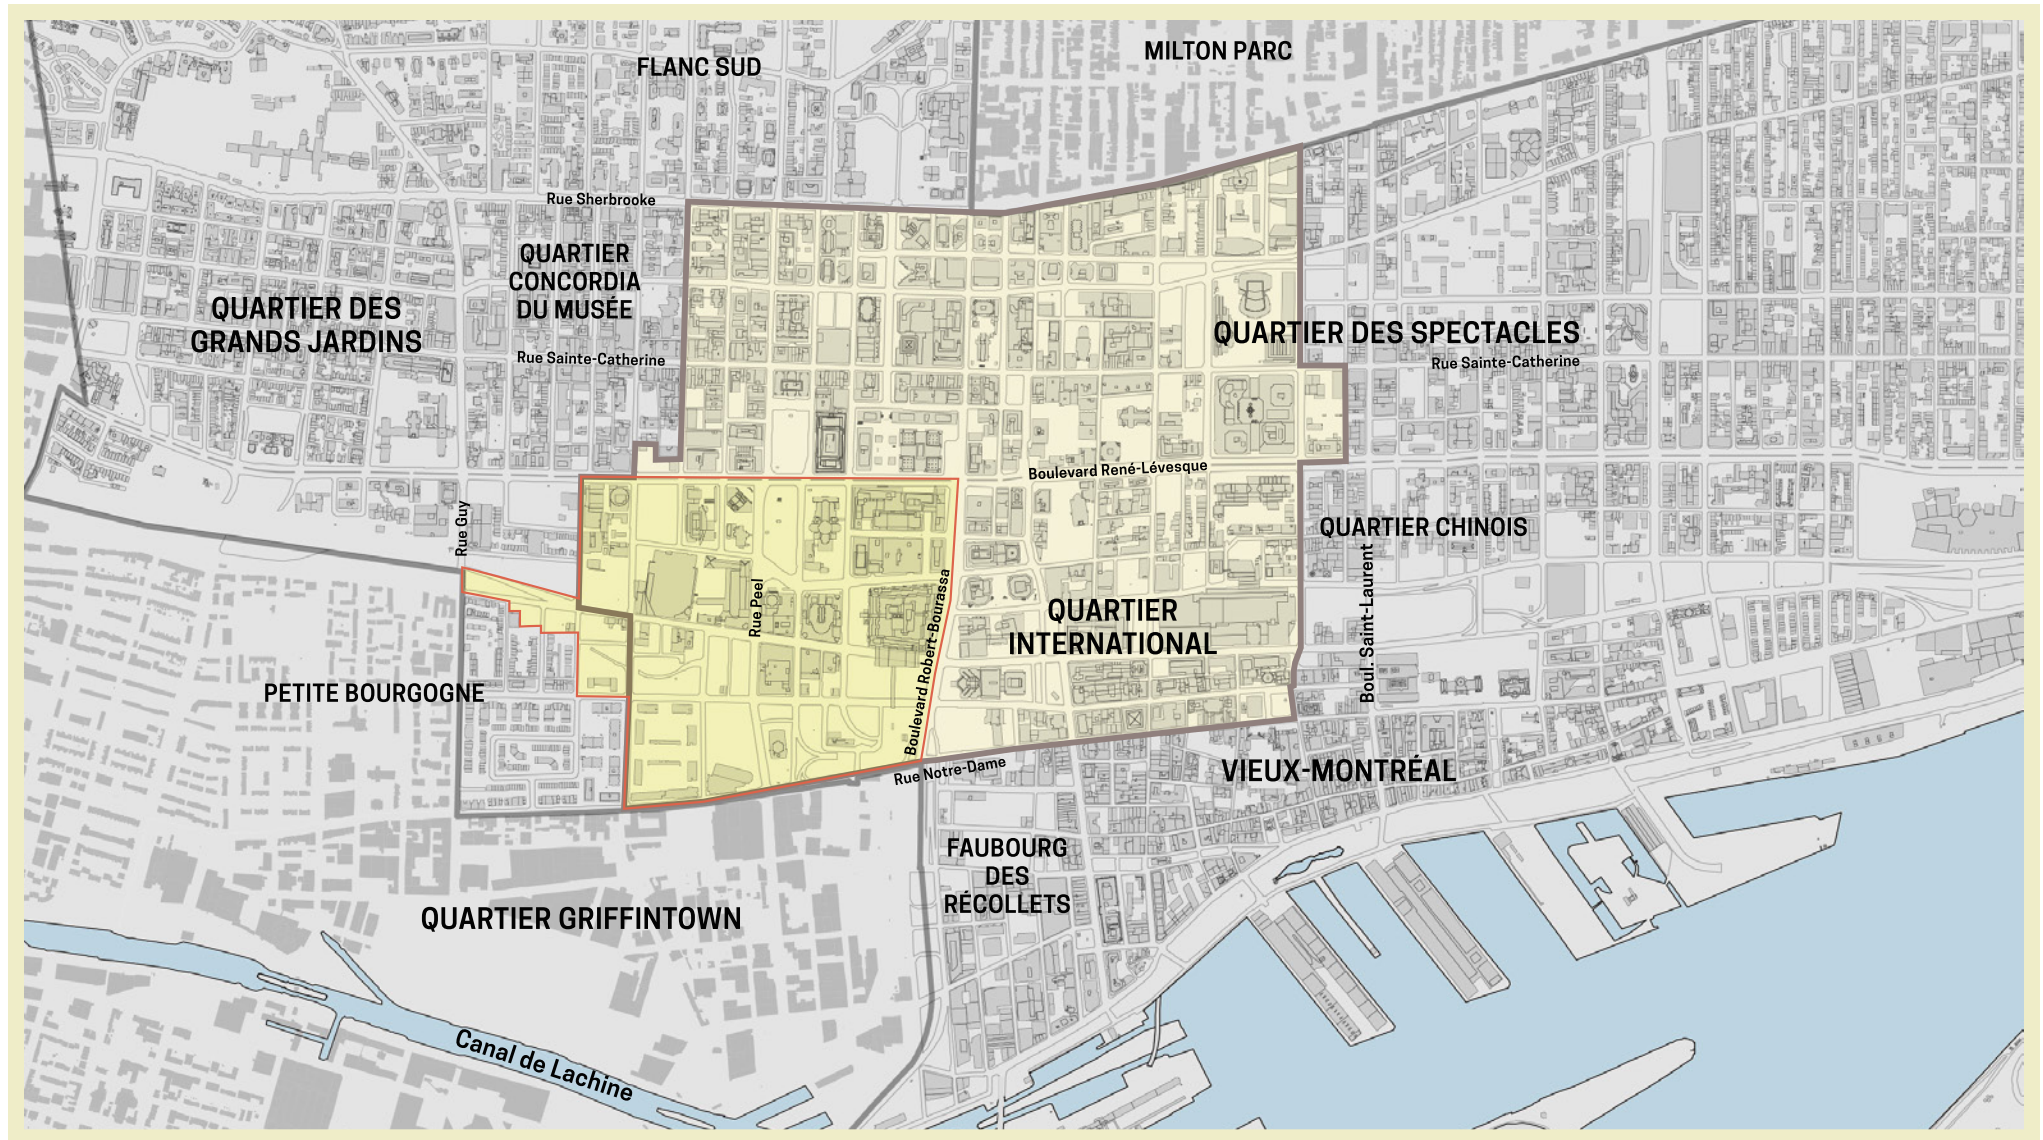 MILTON PARC
FLANC SUD
Rue Sherbrooke
QUARTIER
CONCORDIA
DU MUSÉE
QUARTIER DES
GRANDS JARDINS
QUARTIER DES SPECTACLES
Rue Sainte-Catherine
Rue Sainte-Catherine
Boulevard René-Lévesque
Rue Guy
QUARTIER CHINOIS
Boul. Saint-Laurent
Rue Peel
Boulevard Robert-Bourassa
QUARTIER
INTERNATIONAL
PETITE BOURGOGNE
Rue Notre-Dame
VIEUX-MONTRÉAL
FAUBOURG
DES
RÉCOLLETS
QUARTIER GRIFFINTOWN
Canal de Lachine